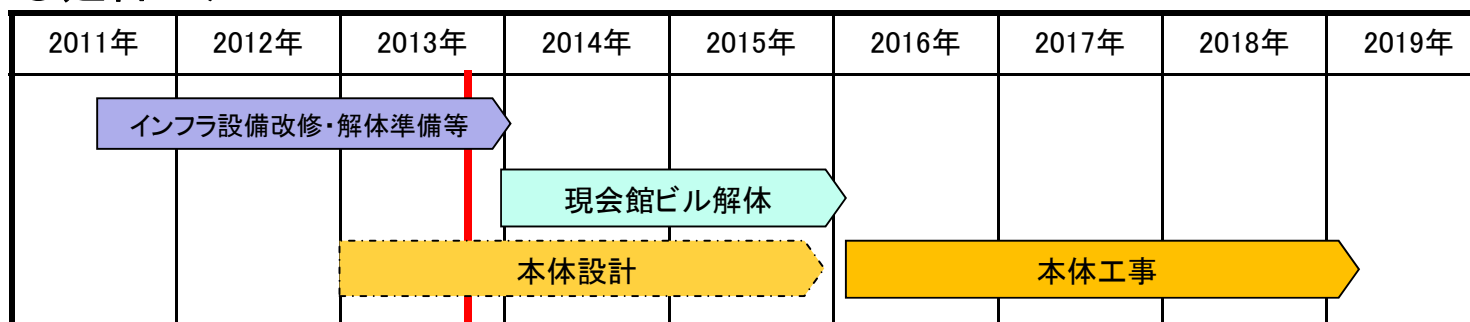 2011年 2012年 2013年 2014年 2015年 2016年 2017年 2018年 2019年
インフラ設備改修・解体準備等
現会館ビル解体
本体設計 本体工事